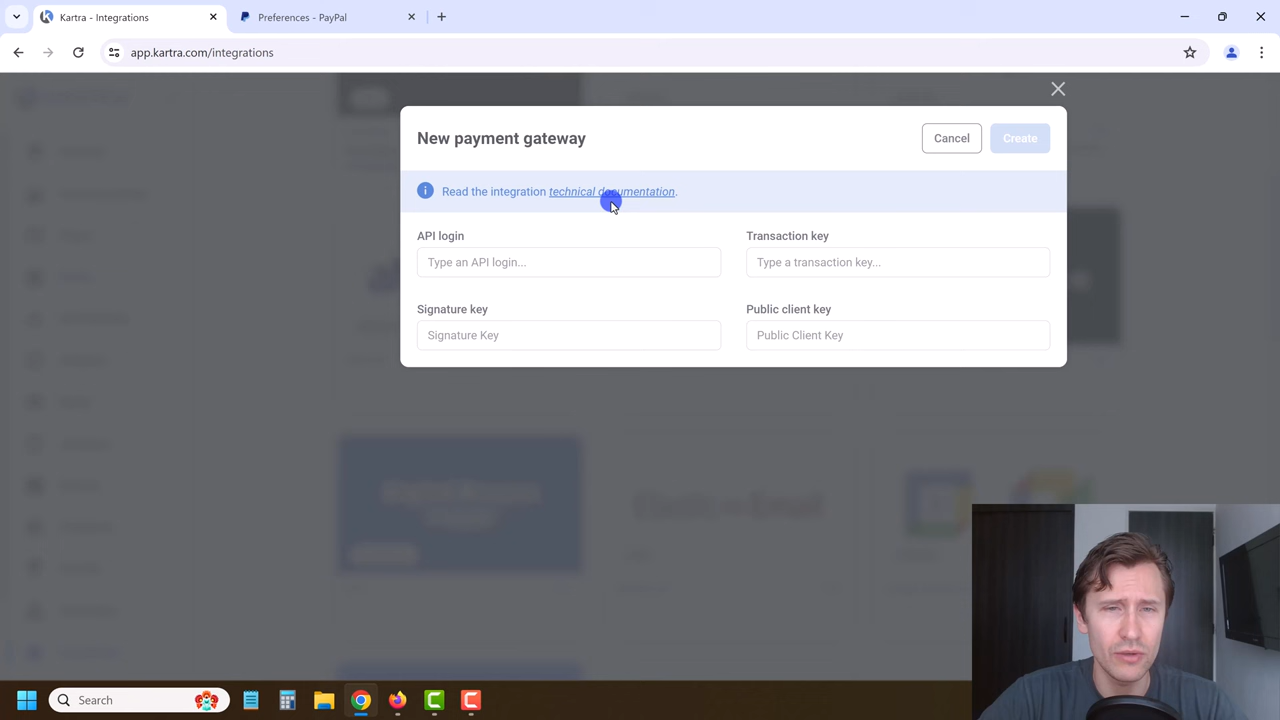 Kartra - Integrations
Preferences - PayPal
app.kartra.com/integrations
New payment gateway
Cancel
Create
Read the integration technical documentation.
API login
Transaction key
Type an API login...
Type a transaction key...
Signature key
Public client key
Signature Key
Public Client Key
Search